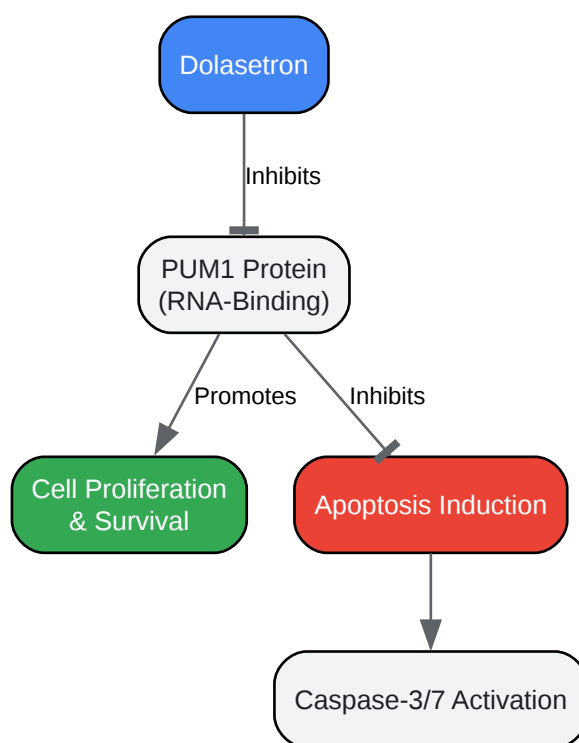 Dolasetron
Inhibits
PUM1 Protein
(RNA-Binding)
Promotes
Inhibits
Cell Proliferation
& Survival
Apoptosis Induction
Caspase-3/7 Activation